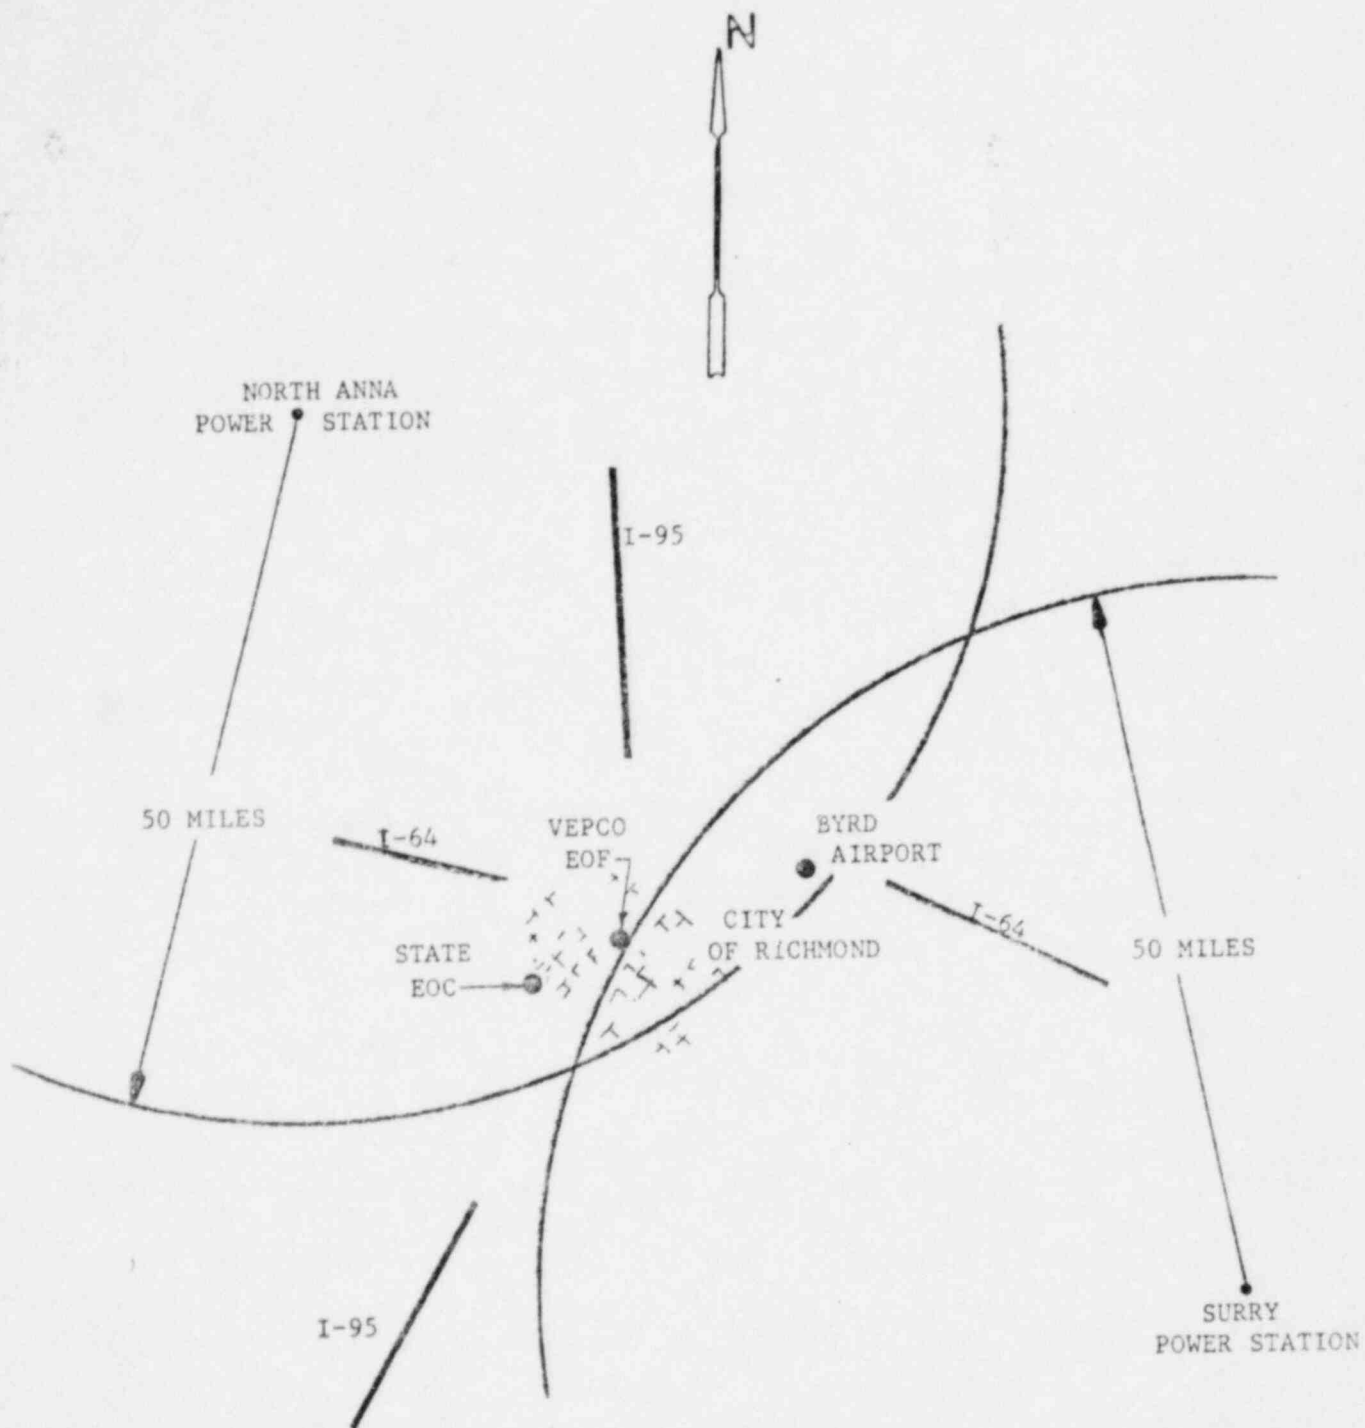 N
NORTH ANNA
POWER STATION
I-95
50 MILES
I-64
VEPCO
EOF
BYRD
AIRPORT
CITY
OF RICHMOND
I-64
STATE
EOC
50 MILES
I-95
SURRY
POWER STATION